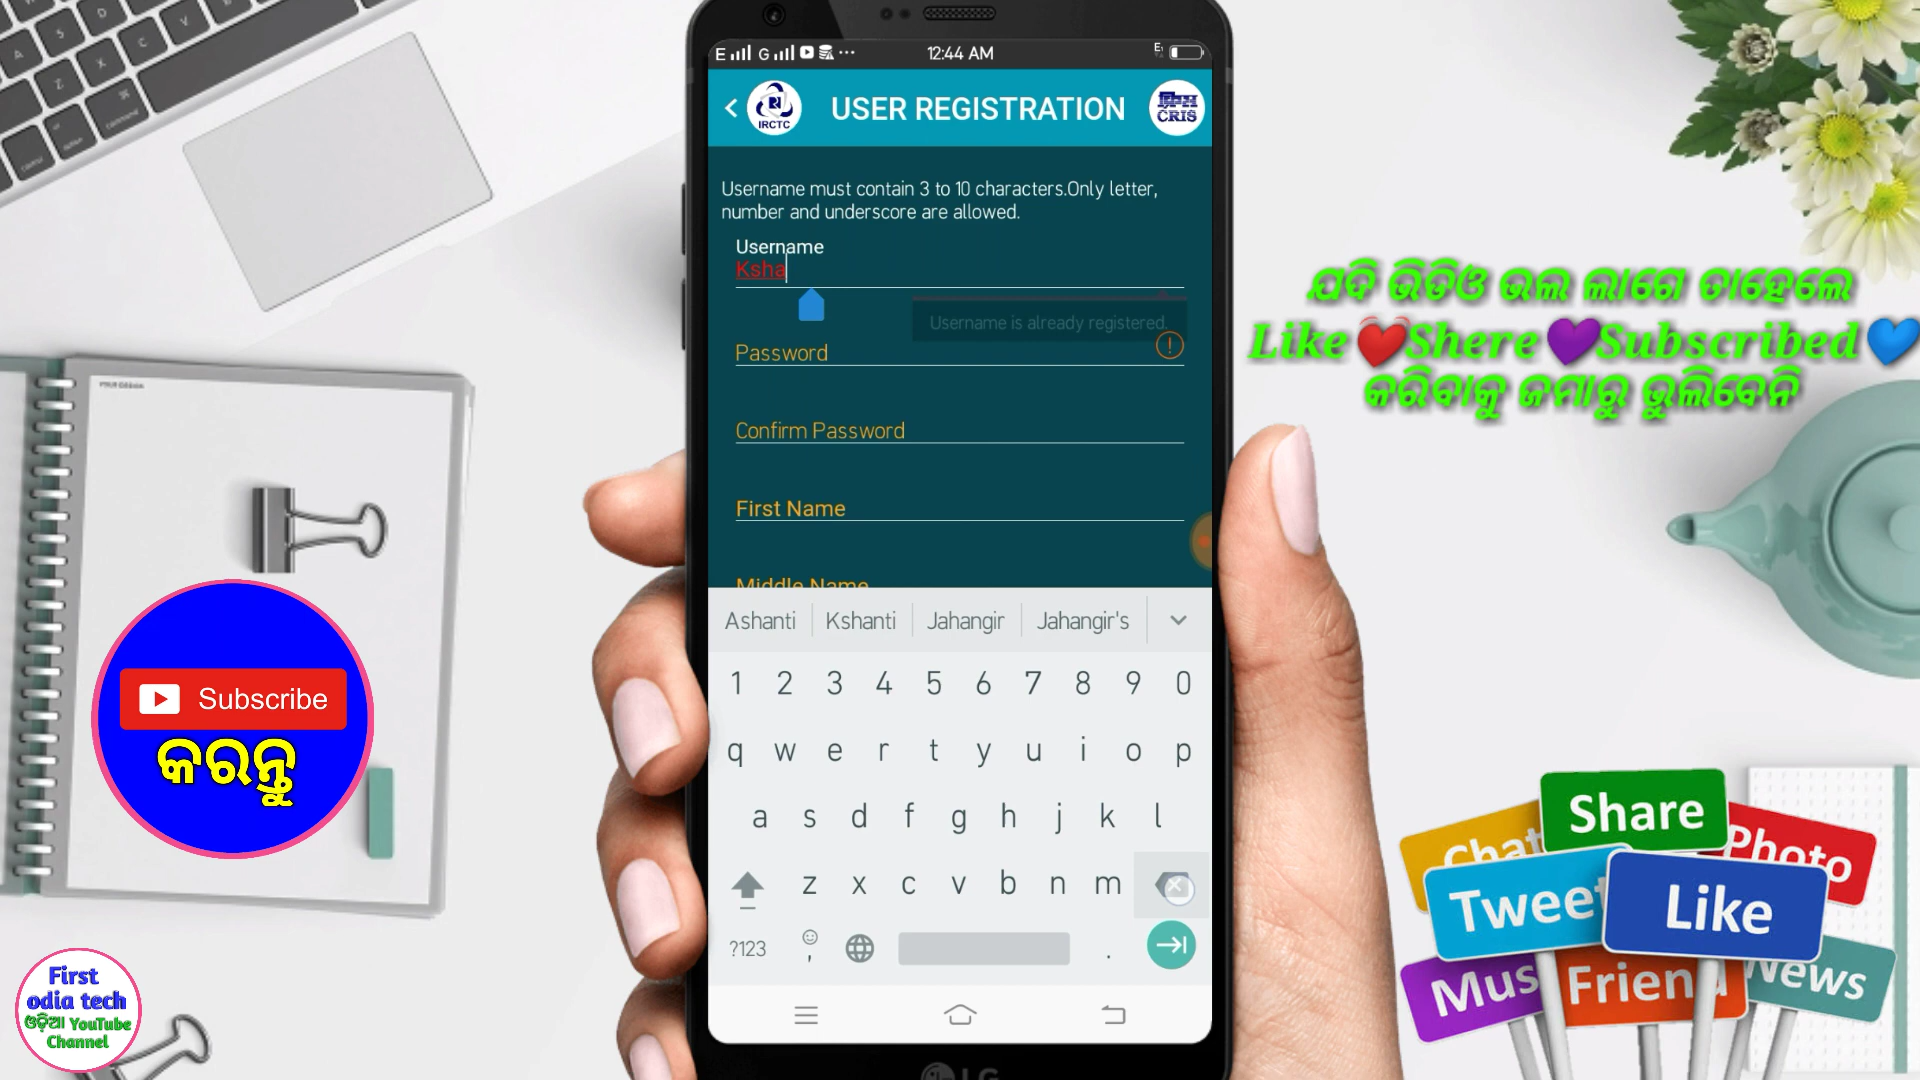 E G 12:44 AM E
IRCTC
USER REGISTRATION
CRIS
Username must contain 3 to 10 characters.Only letter,
number and underscore are allowed.
Username
Ksha
Username is already registered.
Password
Confirm Password
First Name
Middle Name
Ashanti Kshanti Jahangir Jahangir's
1 2 3 4 5 6 7 8 9 0
q w e r t y u i o p
a s d f g h j k l
z x c v b n m
?123 , .
LG
ଯଦି ଭିଡିଓ ଭଲ ଲାଗେ ତାହେଲେ
Like Shere Subscribed
କରିବାକୁ ଜମାରୁ ଭୁଲିବେନି
Subscribe
କରନ୍ତୁ
First
odia tech
ଓଡ଼ିଆ YouTube
Channel
Share
Chat
Photo
Tweet
Like
Mus
Friend
News